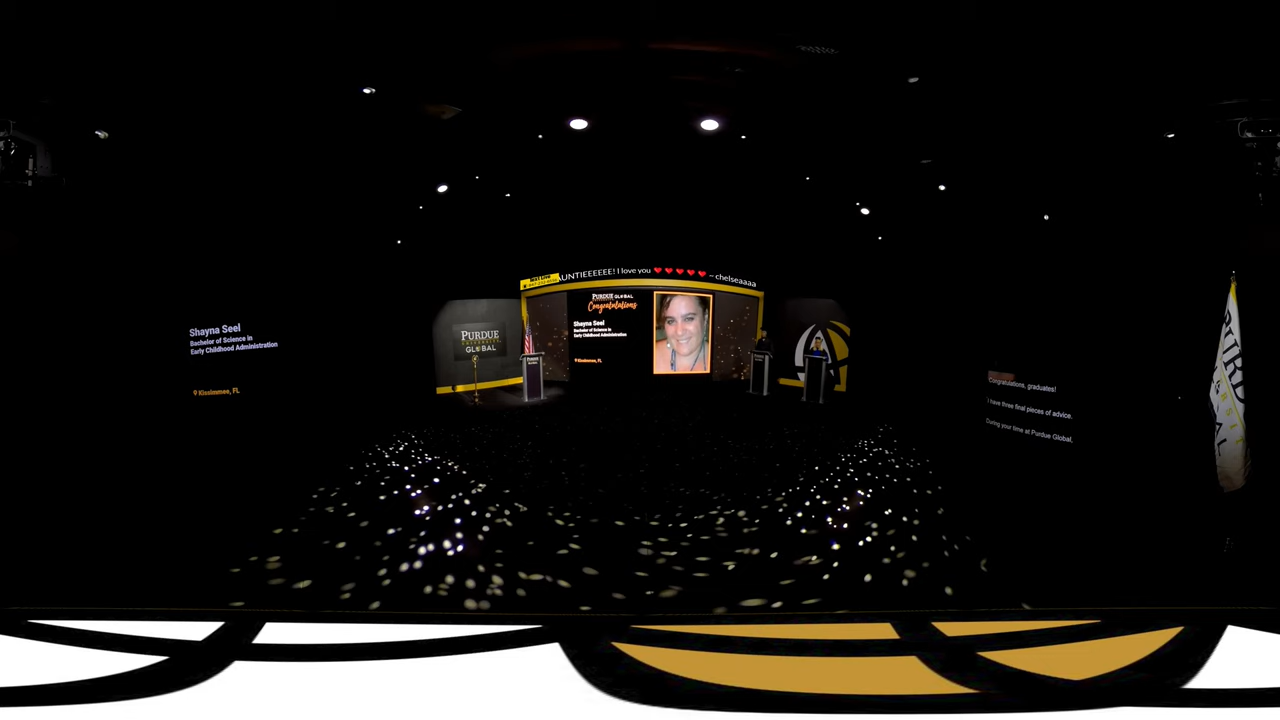 AUNTIEEEEE! I love you ❤❤❤❤❤ – chelseaaaa
Shayna Seel
Bachelor of Science in
Early Childhood Administration
Kissimmee, FL
PURDUE
GLOBAL
PURDUE GLOBAL
Congratulations
Shayna Seel
Bachelor of Science in
Early Childhood Administration
Kissimmee, FL
Congratulations, graduates!
I have three final pieces of advice.
During your time at Purdue Global,